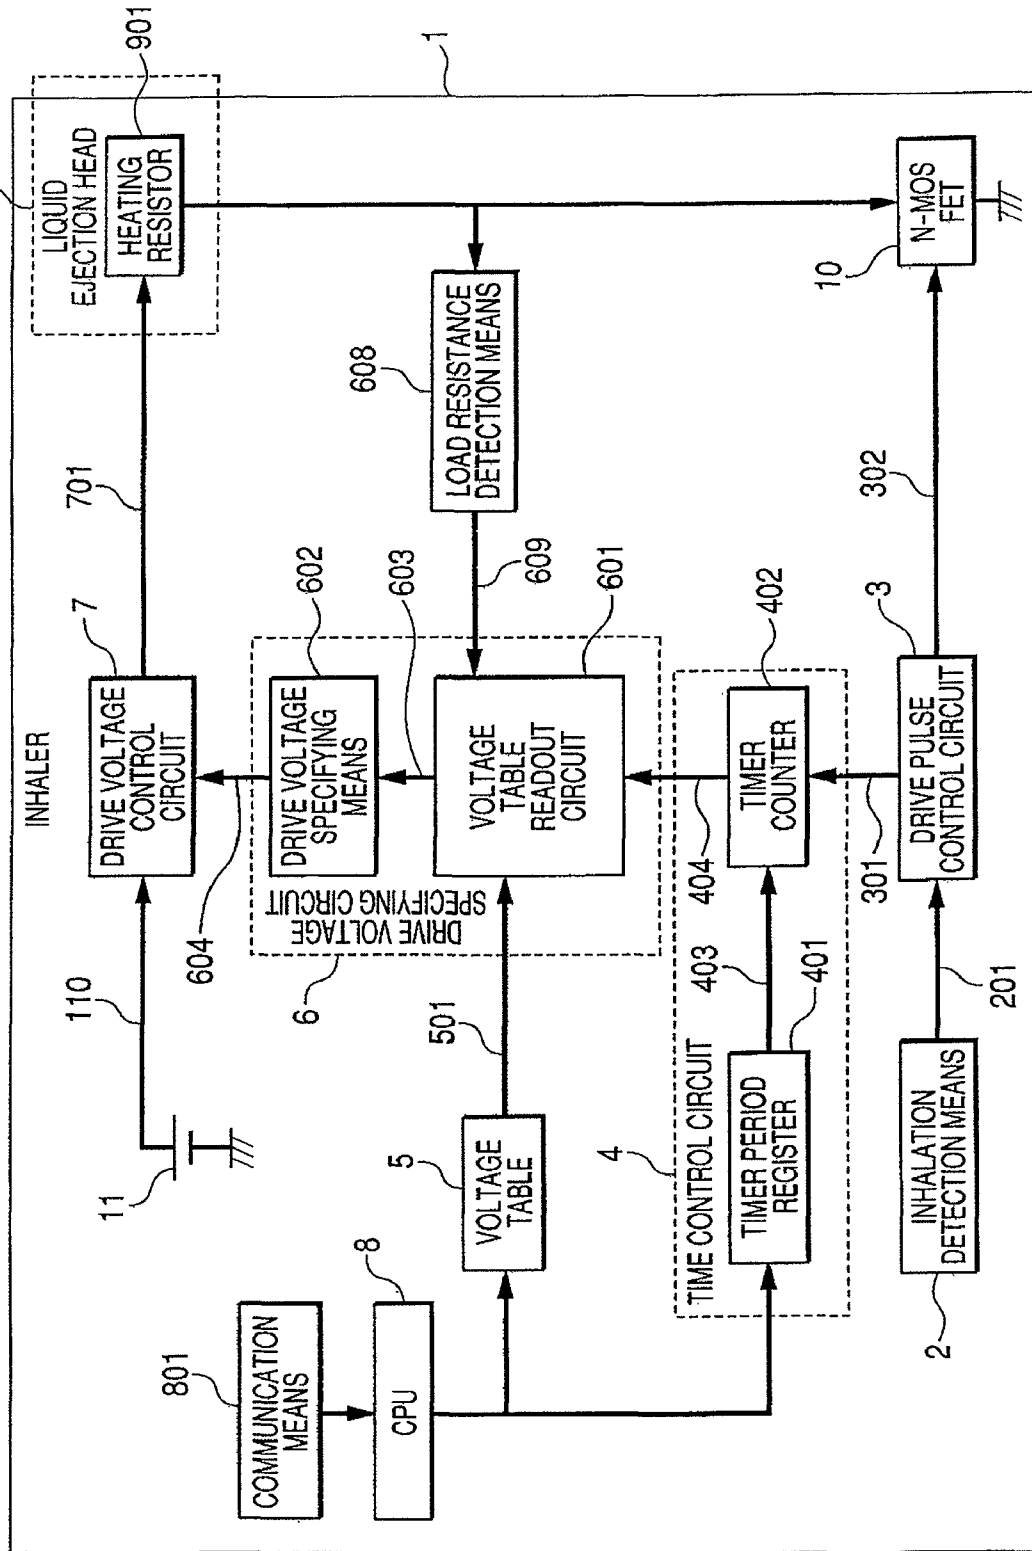 INHALER
1
11
110
DRIVE VOLTAGE
CONTROL
CIRCUIT
7
701
LIQUID
EJECTION HEAD
HEATING
RESISTOR
901
604
COMMUNICATION
MEANS
801
CPU
8
DRIVE VOLTAGE
SPECIFYING CIRCUIT
6
DRIVE VOLTAGE
SPECIFYING
MEANS
602
603
VOLTAGE
TABLE
5
501
VOLTAGE
TABLE
READOUT
CIRCUIT
601
609
LOAD RESISTANCE
DETECTION MEANS
608
404
TIME CONTROL CIRCUIT
4
TIMER PERIOD
REGISTER
401
403
TIMER
COUNTER
402
301
INHALATION
DETECTION MEANS
2
201
DRIVE PULSE
CONTROL CIRCUIT
3
302
N-MOS
FET
10